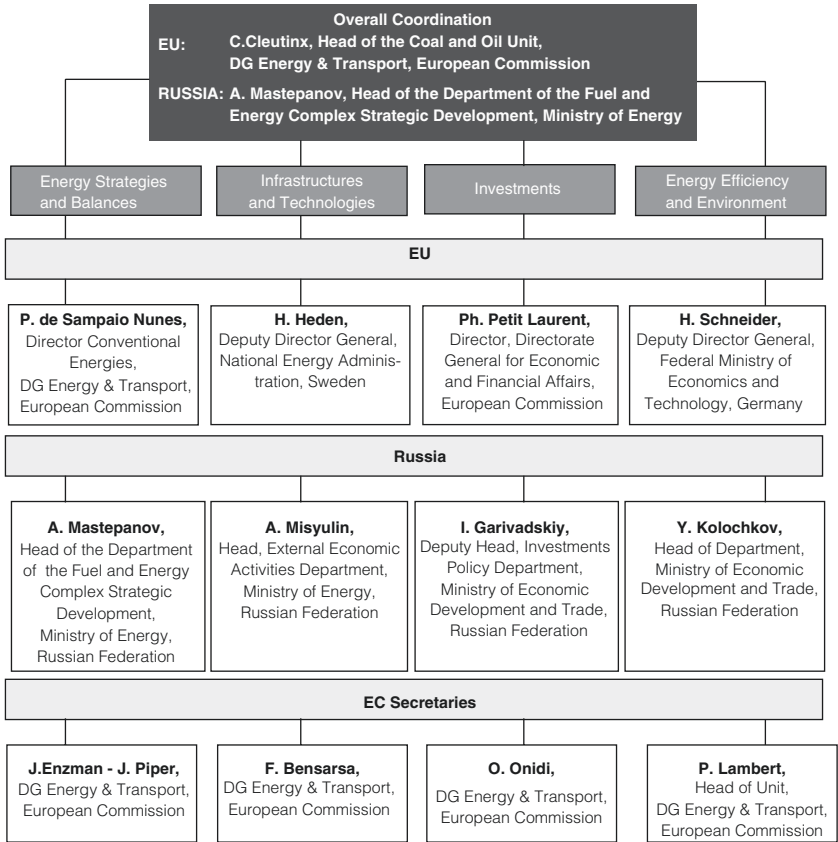 Overall Coordination
EU: C.Cleutinx, Head of the Coal and Oil Unit,
DG Energy & Transport, European Commission
RUSSIA: A. Mastepanov, Head of the Department of the Fuel and
Energy Complex Strategic Development, Ministry of Energy
Energy Strategies
and Balances
Infrastructures
and Technologies
Investments
Energy Efficiency
and Environment
EU
P. de Sampaio Nunes,
Director Conventional
Energies,
DG Energy & Transport,
European Commission
H. Heden,
Deputy Director General,
National Energy Adminis-
tration, Sweden
Ph. Petit Laurent,
Director, Directorate
General for Economic
and Financial Affairs,
European Commission
H. Schneider,
Deputy Director General,
Federal Ministry of
Economics and
Technology, Germany
Russia
A. Mastepanov,
Head of the Department
of the Fuel and Energy
Complex Strategic
Development,
Ministry of Energy,
Russian Federation
A. Misyulin,
Head, External Economic
Activities Department,
Ministry of Energy,
Russian Federation
I. Garivadskiy,
Deputy Head, Investments
Policy Department,
Ministry of Economic
Development and Trade,
Russian Federation
Y. Kolochkov,
Head of Department,
Ministry of Economic
Development and Trade,
Russian Federation
EC Secretaries
J.Enzman - J. Piper,
DG Energy & Transport,
European Commission
F. Bensarsa,
DG Energy & Transport,
European Commission
O. Onidi,
DG Energy & Transport,
European Commission
P. Lambert,
Head of Unit,
DG Energy & Transport,
European Commission